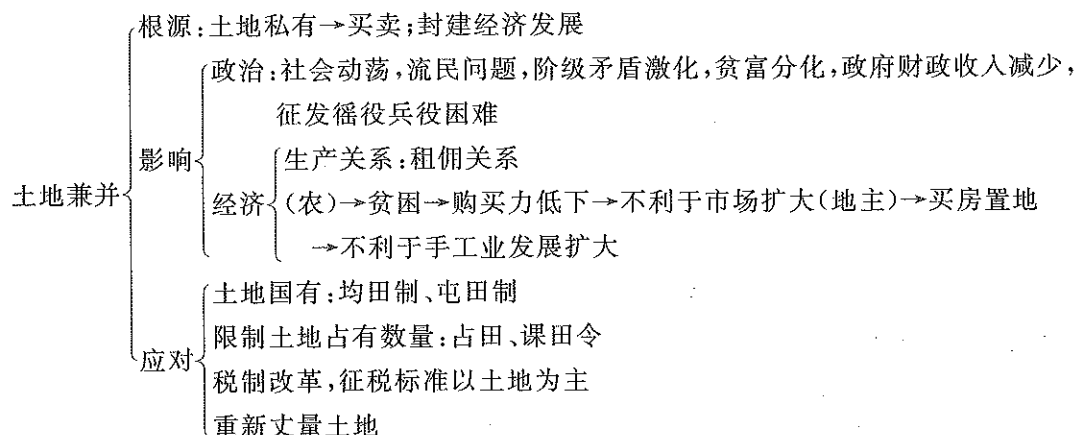 根源:土地私有→买卖;封建经济发展
政治:社会动荡,流民问题,阶级矛盾激化,贫富分化,政府财政收入减少,
征发徭役兵役困难
影响
生产关系:租佃关系
土地兼并
经济
(农)→贫困→购买力低下→不利于市场扩大(地主)→买房置地
→不利于手工业发展扩大
土地国有:均田制、屯田制
限制土地占有数量:占田、课田令
应对
税制改革,征税标准以土地为主
重新丈量土地